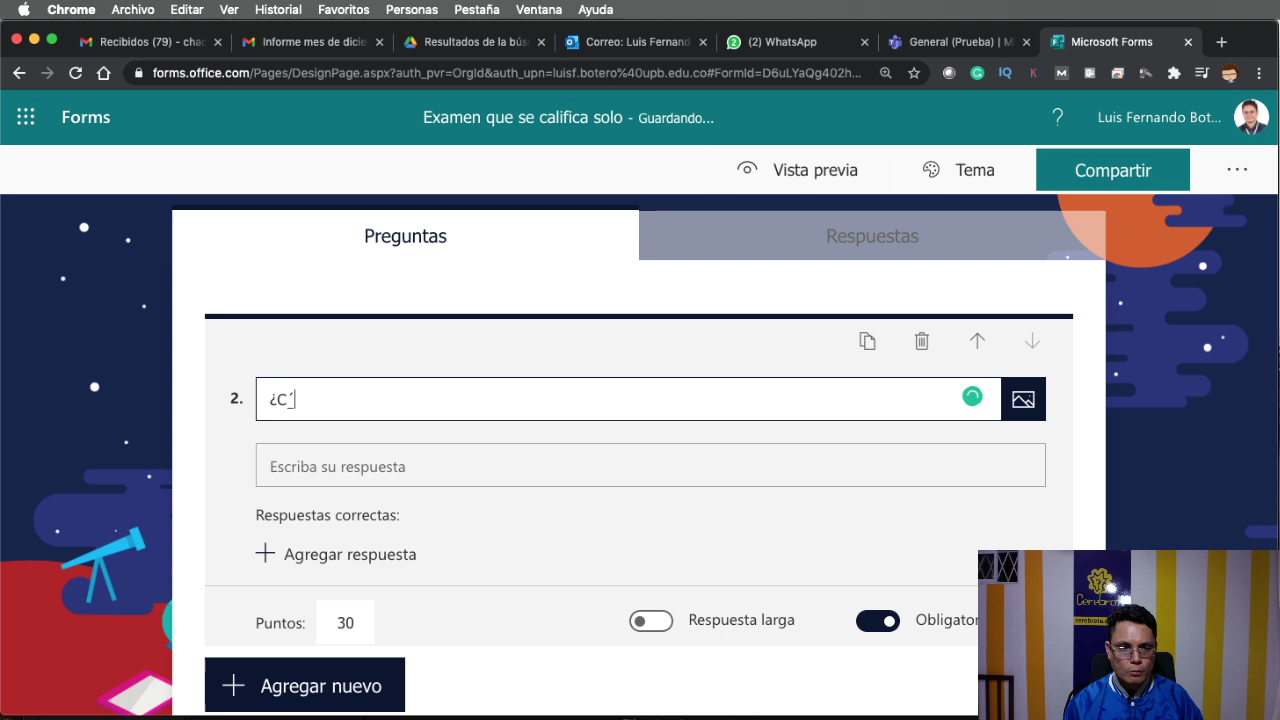 Chrome Archivo Editar Ver Historial Favoritos Personas Pestaña Ventana Ayuda
Recibidos (79) - chac
Informe mes de dicie
Resultados de la bús
Correo: Luis Fernand
(2) WhatsApp
General (Prueba) | M
Microsoft Forms
forms.office.com/Pages/DesignPage.aspx?auth_pvr=OrgId&auth_upn=luisf.botero%40upb.edu.co#FormId=D6uLYaQg402h...
Forms
Examen que se califica solo - Guardando...
? Luis Fernando Bot...
Vista previa
Tema
Compartir
Preguntas
Respuestas
2. ¿C´
Escriba su respuesta
Respuestas correctas:
Agregar respuesta
Puntos: 30
Respuesta larga
Obligator
Agregar nuevo